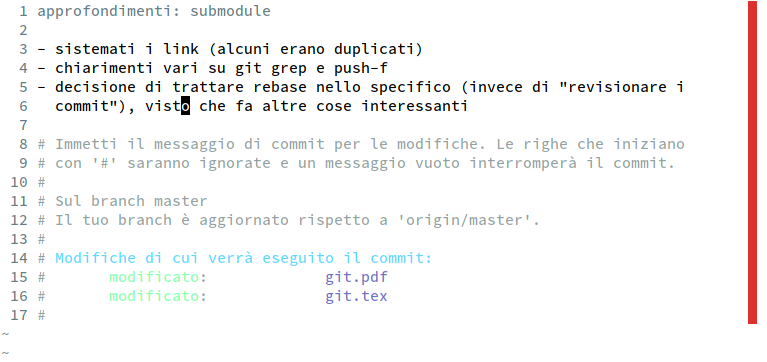 1 approfondimenti: submodule
2
3 - sistemati i link (alcuni erano duplicati)
4 - chiarimenti vari su git grep e push-f
5 - decisione di trattare rebase nello specifico (invece di "revisionare i
6   commit"), visto che fa altre cose interessanti
7
8 # Immetti il messaggio di commit per le modifiche. Le righe che iniziano
9 # con '#' saranno ignorate e un messaggio vuoto interromperà il commit.
10 #
11 # Sul branch master
12 # Il tuo branch è aggiornato rispetto a 'origin/master'.
13 #
14 # Modifiche di cui verrà eseguito il commit:
15 #       modificato:             git.pdf
16 #       modificato:             git.tex
17 #
~
~